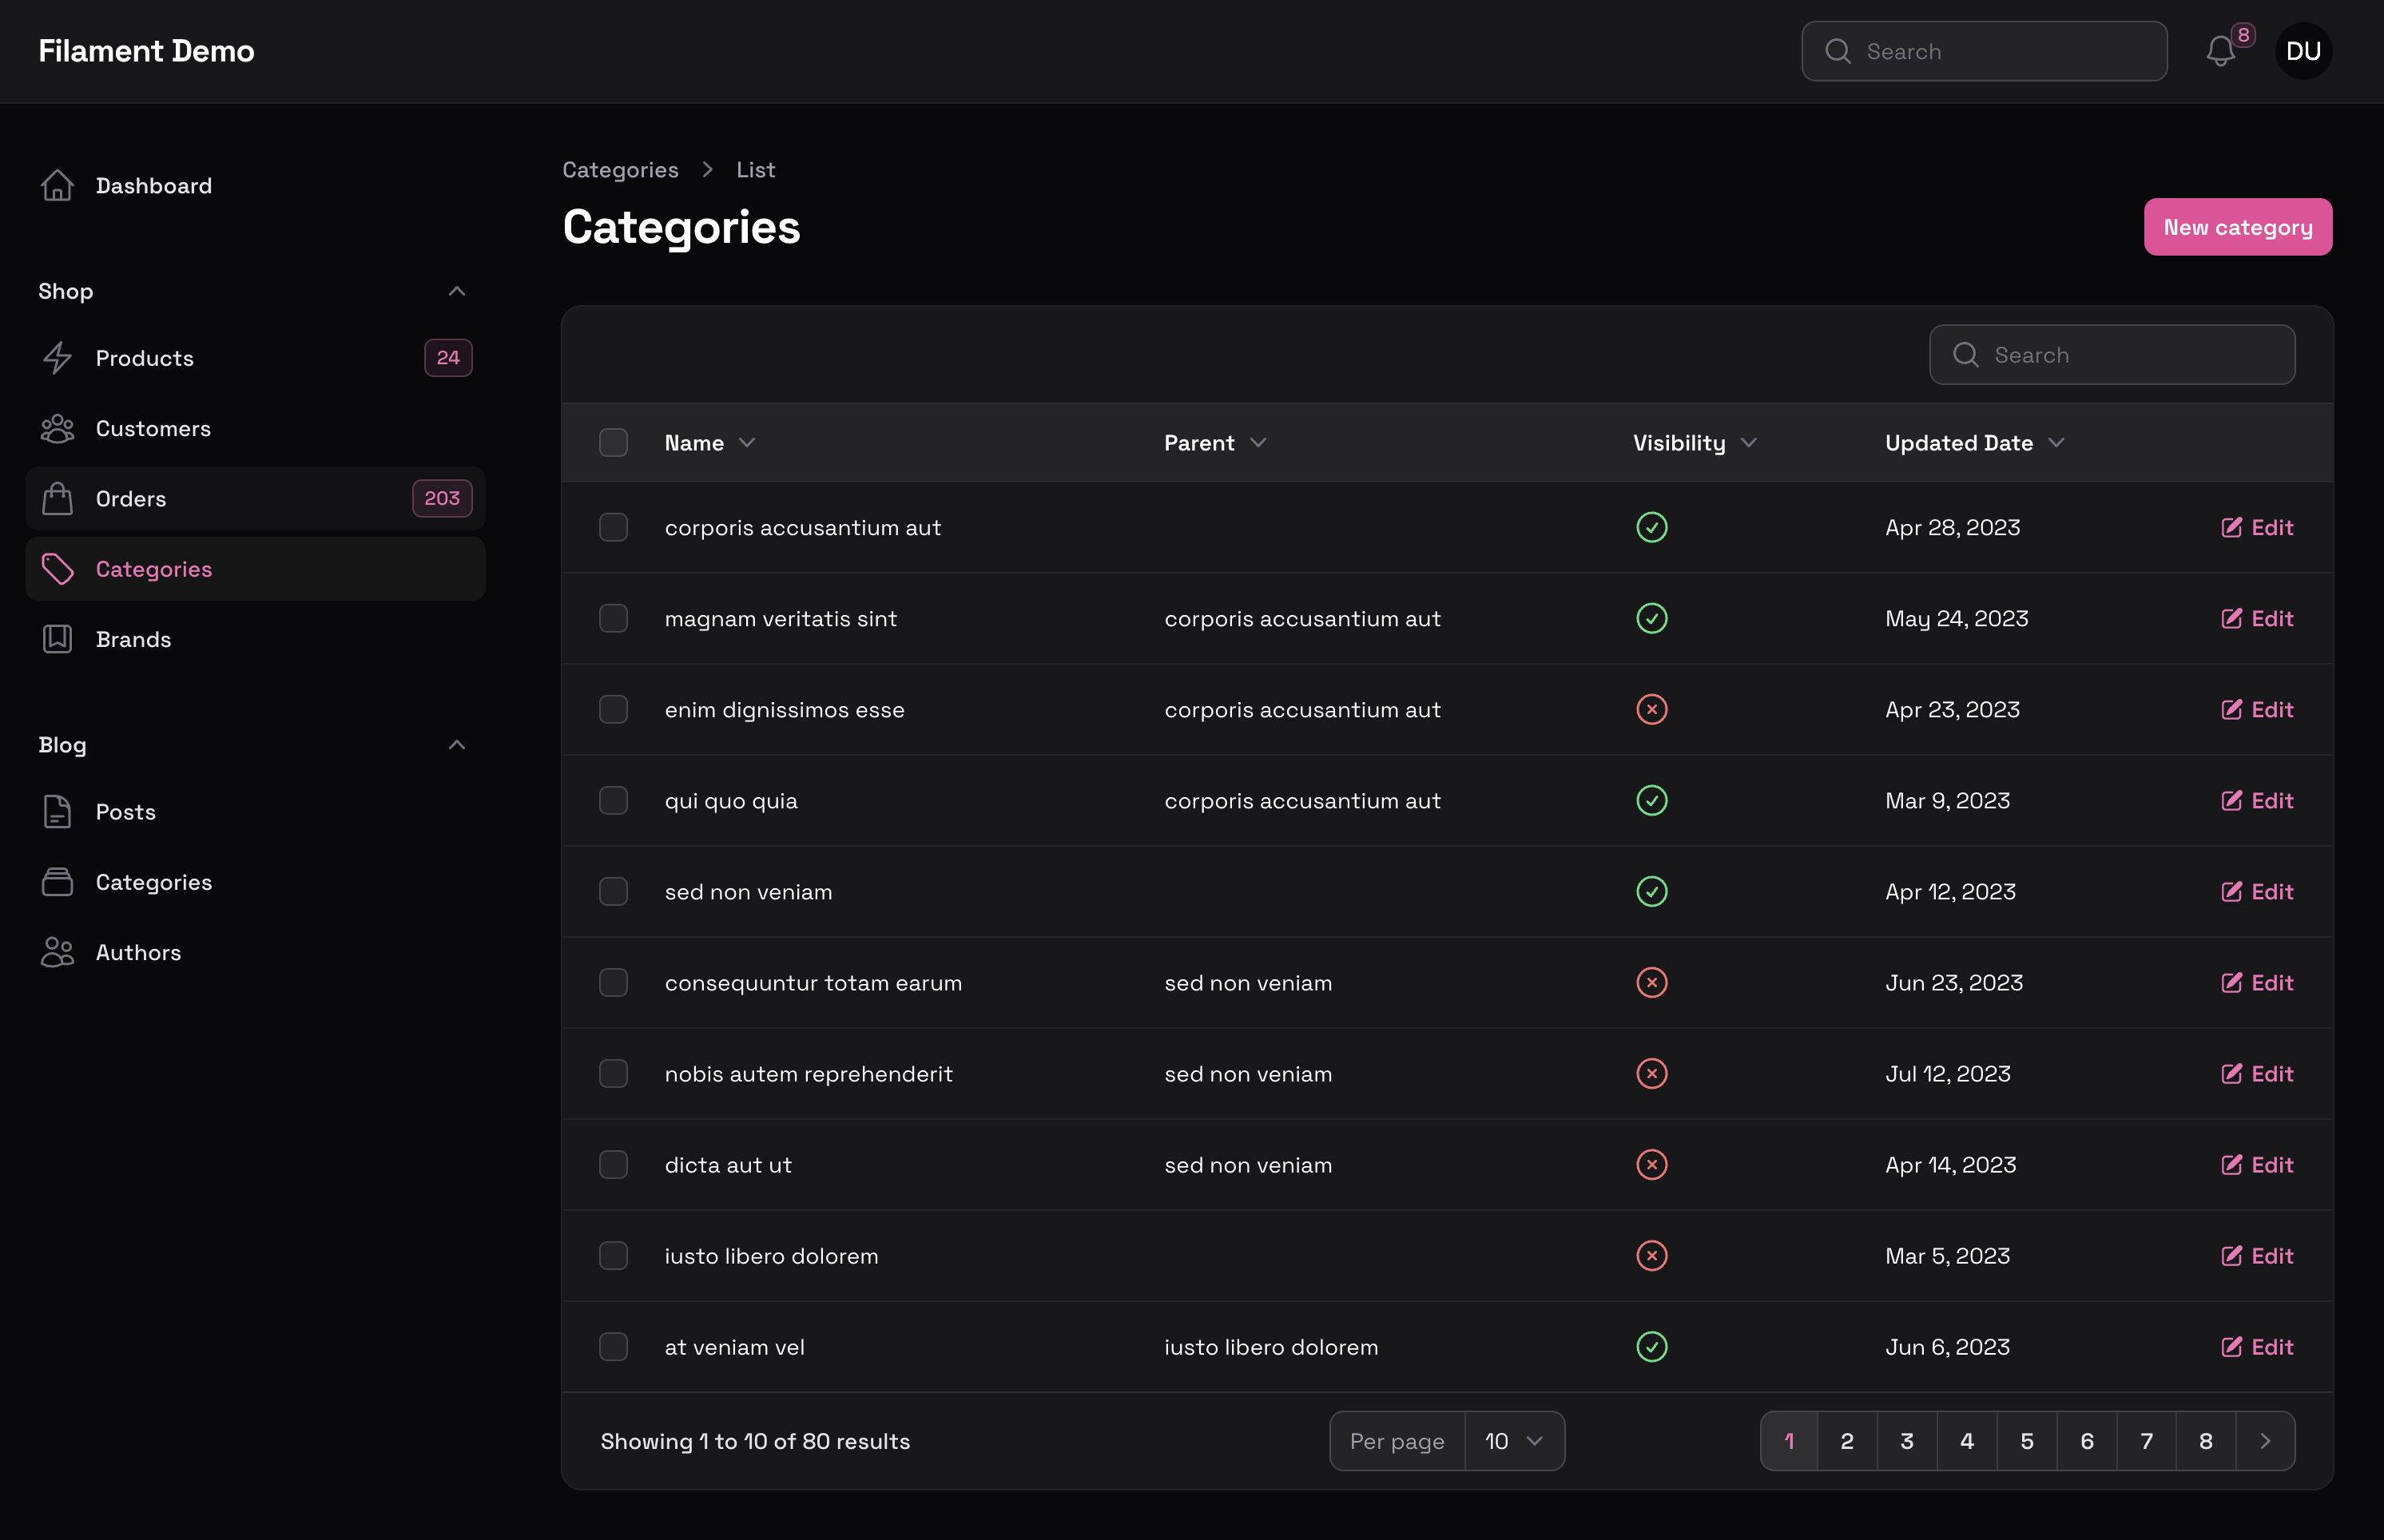 Filament Demo
Search
8
DU
Dashboard
Shop
Products 24
Customers
Orders 203
Categories
Brands
Blog
Posts
Categories
Authors
Categories > List
Categories
New category
Search
Name Parent Visibility Updated Date
corporis accusantium aut Apr 28, 2023 Edit
magnam veritatis sint corporis accusantium aut May 24, 2023 Edit
enim dignissimos esse corporis accusantium aut Apr 23, 2023 Edit
qui quo quia corporis accusantium aut Mar 9, 2023 Edit
sed non veniam Apr 12, 2023 Edit
consequuntur totam earum sed non veniam Jun 23, 2023 Edit
nobis autem reprehenderit sed non veniam Jul 12, 2023 Edit
dicta aut ut sed non veniam Apr 14, 2023 Edit
iusto libero dolorem Mar 5, 2023 Edit
at veniam vel iusto libero dolorem Jun 6, 2023 Edit
Showing 1 to 10 of 80 results Per page 10 1 2 3 4 5 6 7 8